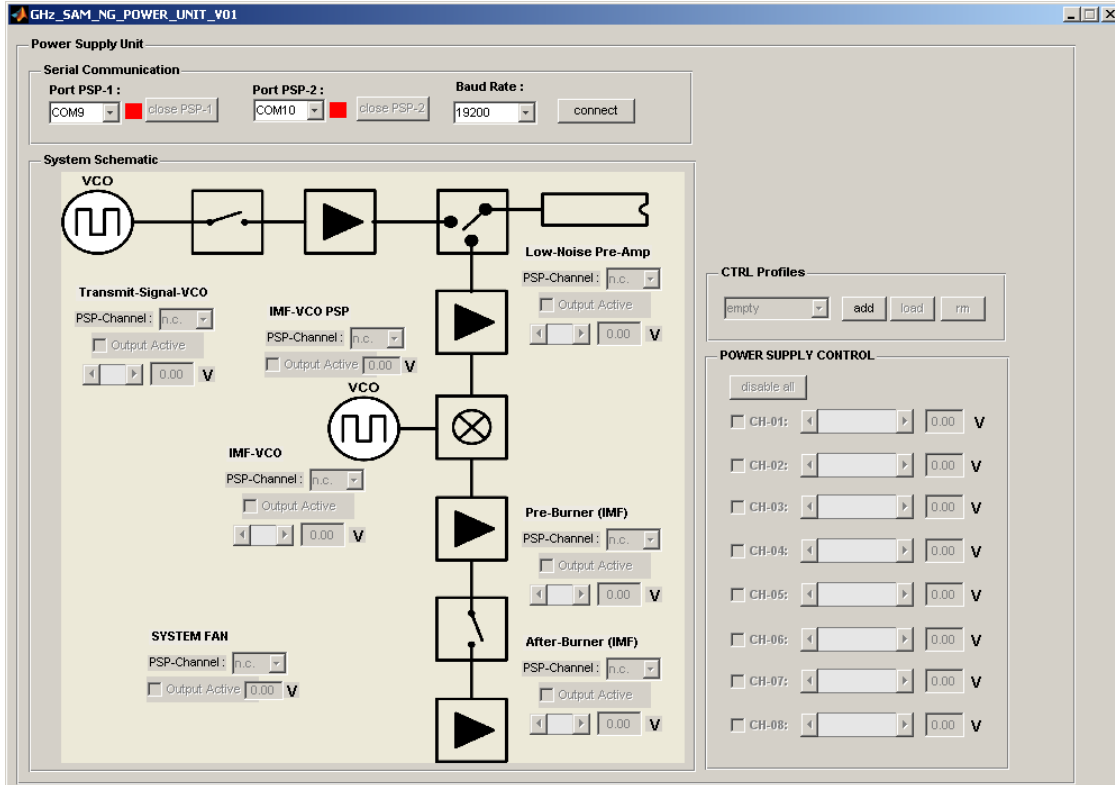 GHz_SAM_NG_POWER_UNIT_V01
Power Supply Unit
Serial Communication
Port PSP-1 :
Port PSP-2 :
Baud Rate :
COM9
close PSP-1
COM10
close PSP-2
19200
connect
System Schematic
VCO
Low-Noise Pre-Amp
PSP-Channel : n.c.
Output Active
0.00 V
Transmit-Signal-VCO
PSP-Channel : n.c.
Output Active
0.00 V
IMF-VCO PSP
PSP-Channel : n.c.
Output Active 0.00 V
VCO
IMF-VCO
PSP-Channel : n.c.
Output Active
0.00 V
Pre-Burner (IMF)
PSP-Channel : n.c.
Output Active
0.00 V
SYSTEM FAN
PSP-Channel : n.c.
Output Active 0.00 V
After-Burner (IMF)
PSP-Channel : n.c.
Output Active
0.00 V
CTRL Profiles
empty
add
load
rm
POWER SUPPLY CONTROL
disable all
CH-01: 0.00 V
CH-02: 0.00 V
CH-03: 0.00 V
CH-04: 0.00 V
CH-05: 0.00 V
CH-06: 0.00 V
CH-07: 0.00 V
CH-08: 0.00 V